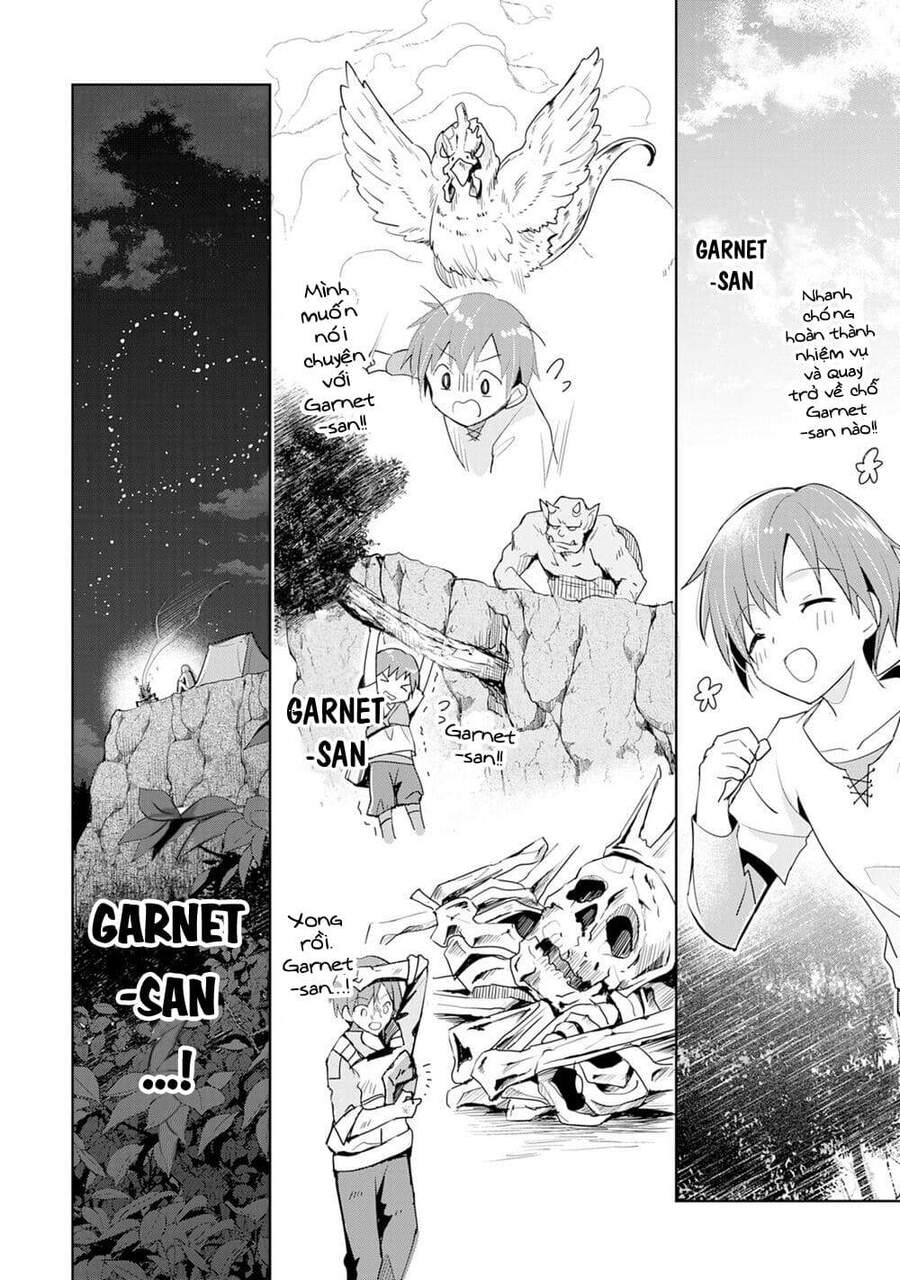 GARNET
-SAN
Nhanh
chóng
hoàn thành
nhiệm vụ
và quay
trở về chỗ
Garnet
-san nào!!
Mình
muốn
nói
chuyện
với
Garnet
-san!!
Garnet
-san!!
GARNET
-SAN
Xong
rồi.
Garnet
-san...!
GARNET
-SAN
...!